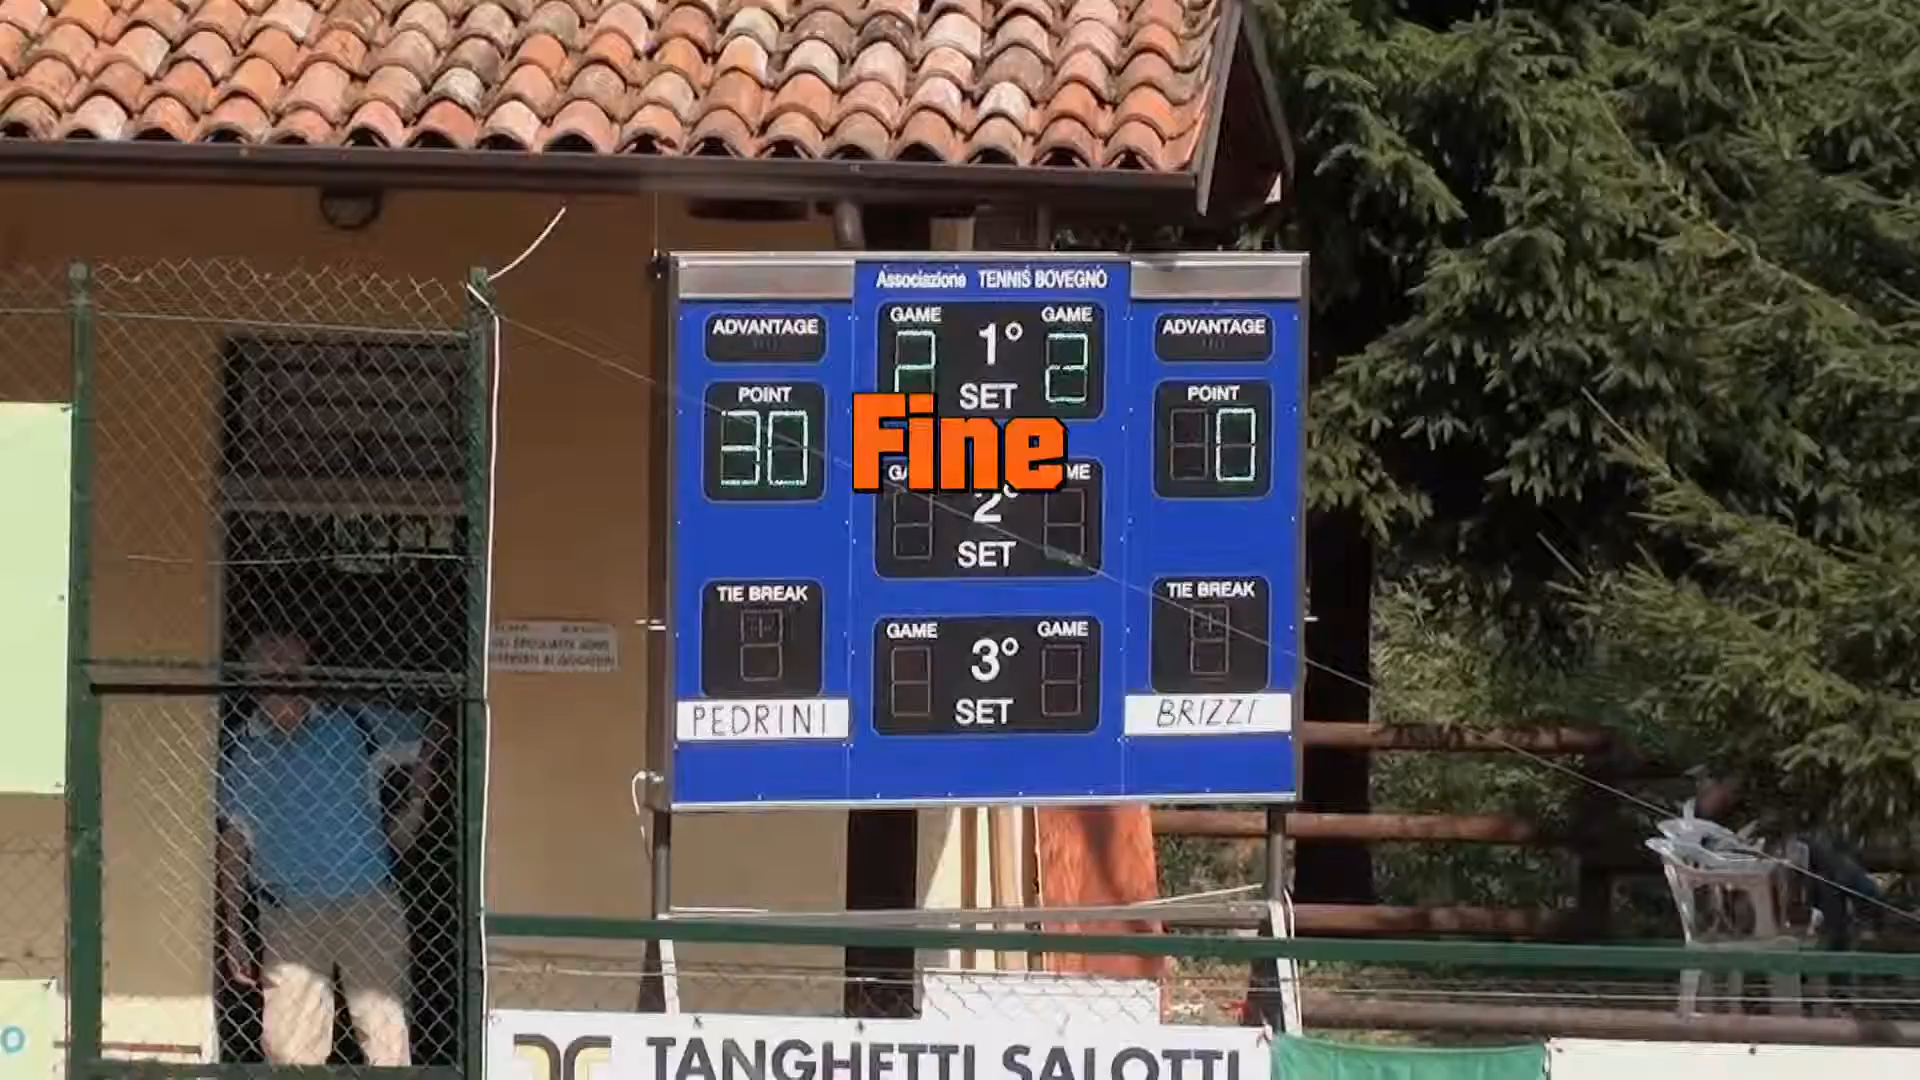 Associazione TENNIS BOVEGNO
ADVANTAGE
GAME
1°
GAME
ADVANTAGE
2
SET
2
POINT
30
POINT
0
Fine
2°
SET
TIE BREAK
TIE BREAK
GAME
3°
GAME
SET
PEDRINI
BRIZZI
TANGHETTI SALOTTI